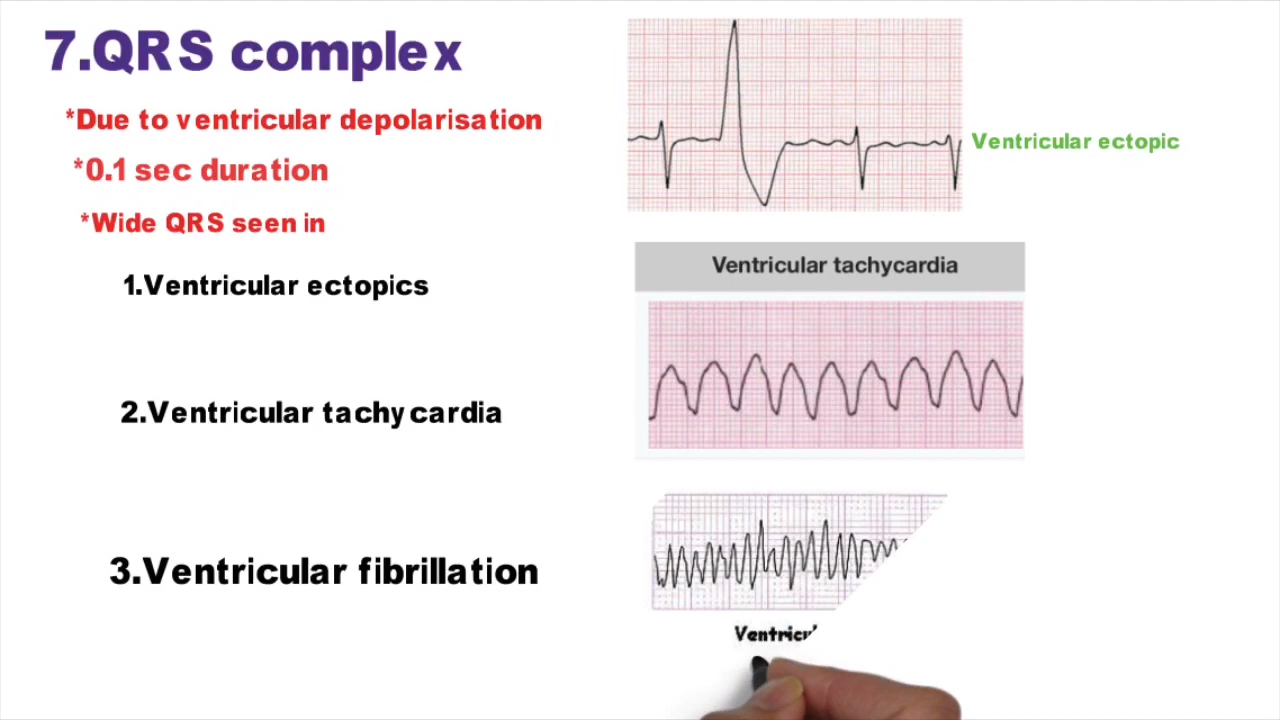 7.QRS complex
*Due to ventricular depolarisation
*0.1 sec duration
*Wide QRS seen in
Ventricular ectopic
1.Ventricular ectopics
Ventricular tachycardia
2.Ventricular tachycardia
3.Ventricular fibrillation